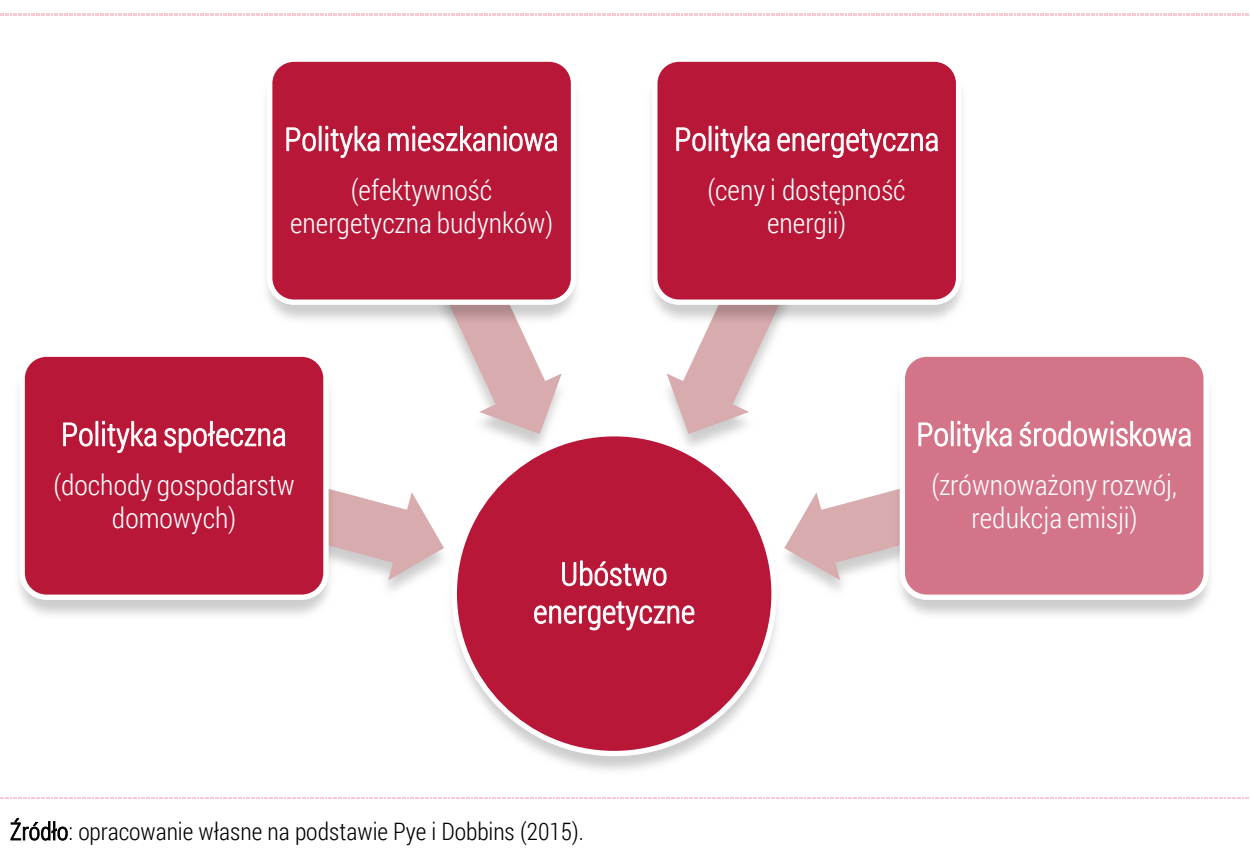 Polityka mieszkaniowa
(efektywność
energetyczna budynków)
Polityka energetyczna
(ceny i dostępność
energii)
Polityka społeczna
(dochody gospodarstw
domowych)
Polityka środowiskowa
(zrównoważony rozwój,
redukcja emisji)
Ubóstwo
energetyczne
Źródło: opracowanie własne na podstawie Pye i Dobbins (2015).